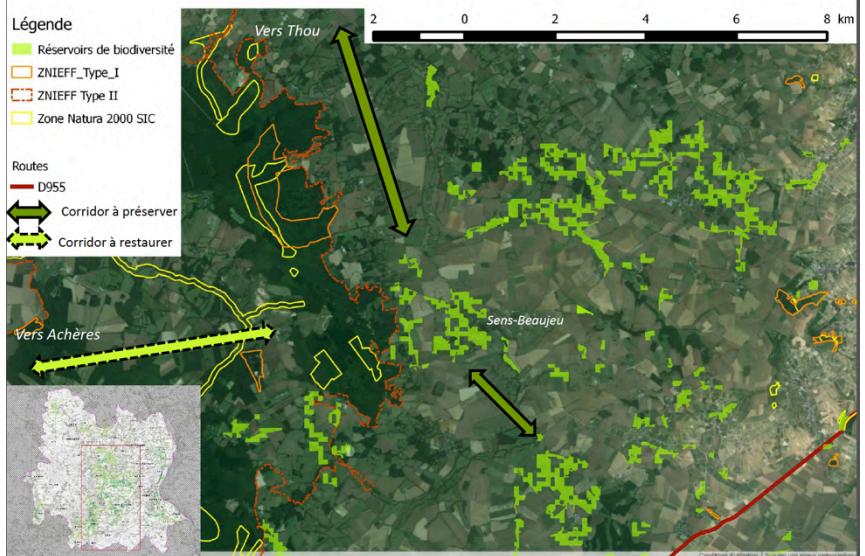 Légende
Réservoirs de biodiversité
ZNIEFF_Type_I
ZNIEFF Type II
Zone Natura 2000 SIC
Routes
D955
Corridor à préserver
Corridor à restaurer
Vers Thou
2 0 2 4 6 8 km
Sens-Beaujeu
Vers Achères